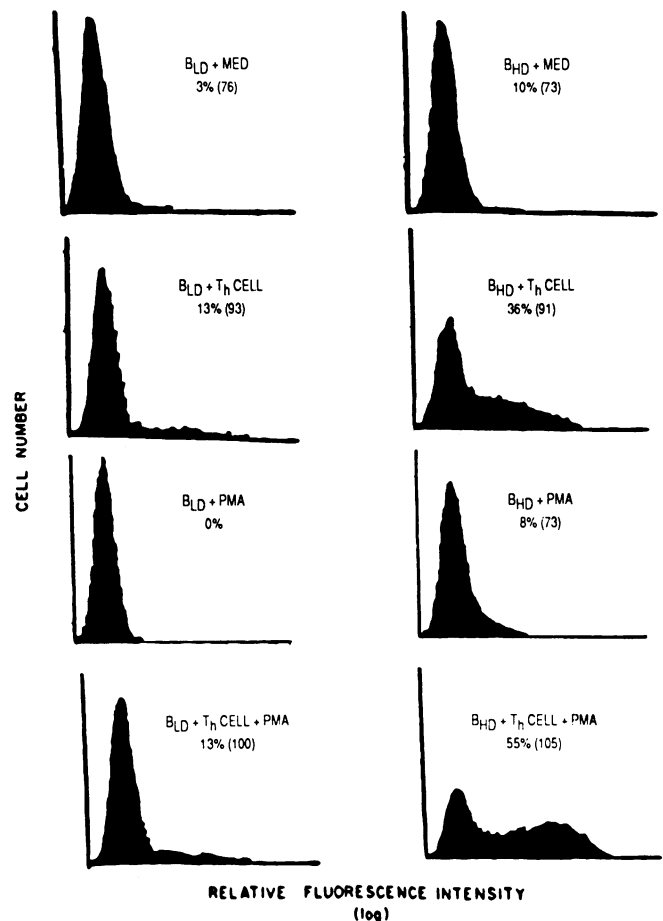 B_LD + MED
3% (76)
B_HD + MED
10% (73)
B_LD + T_h CELL
13% (93)
B_HD + T_h CELL
36% (91)
B_LD + PMA
0%
B_HD + PMA
8% (73)
B_LD + T_h CELL + PMA
13% (100)
B_HD + T_h CELL + PMA
55% (105)
CELL NUMBER
RELATIVE FLUORESCENCE INTENSITY
(log)